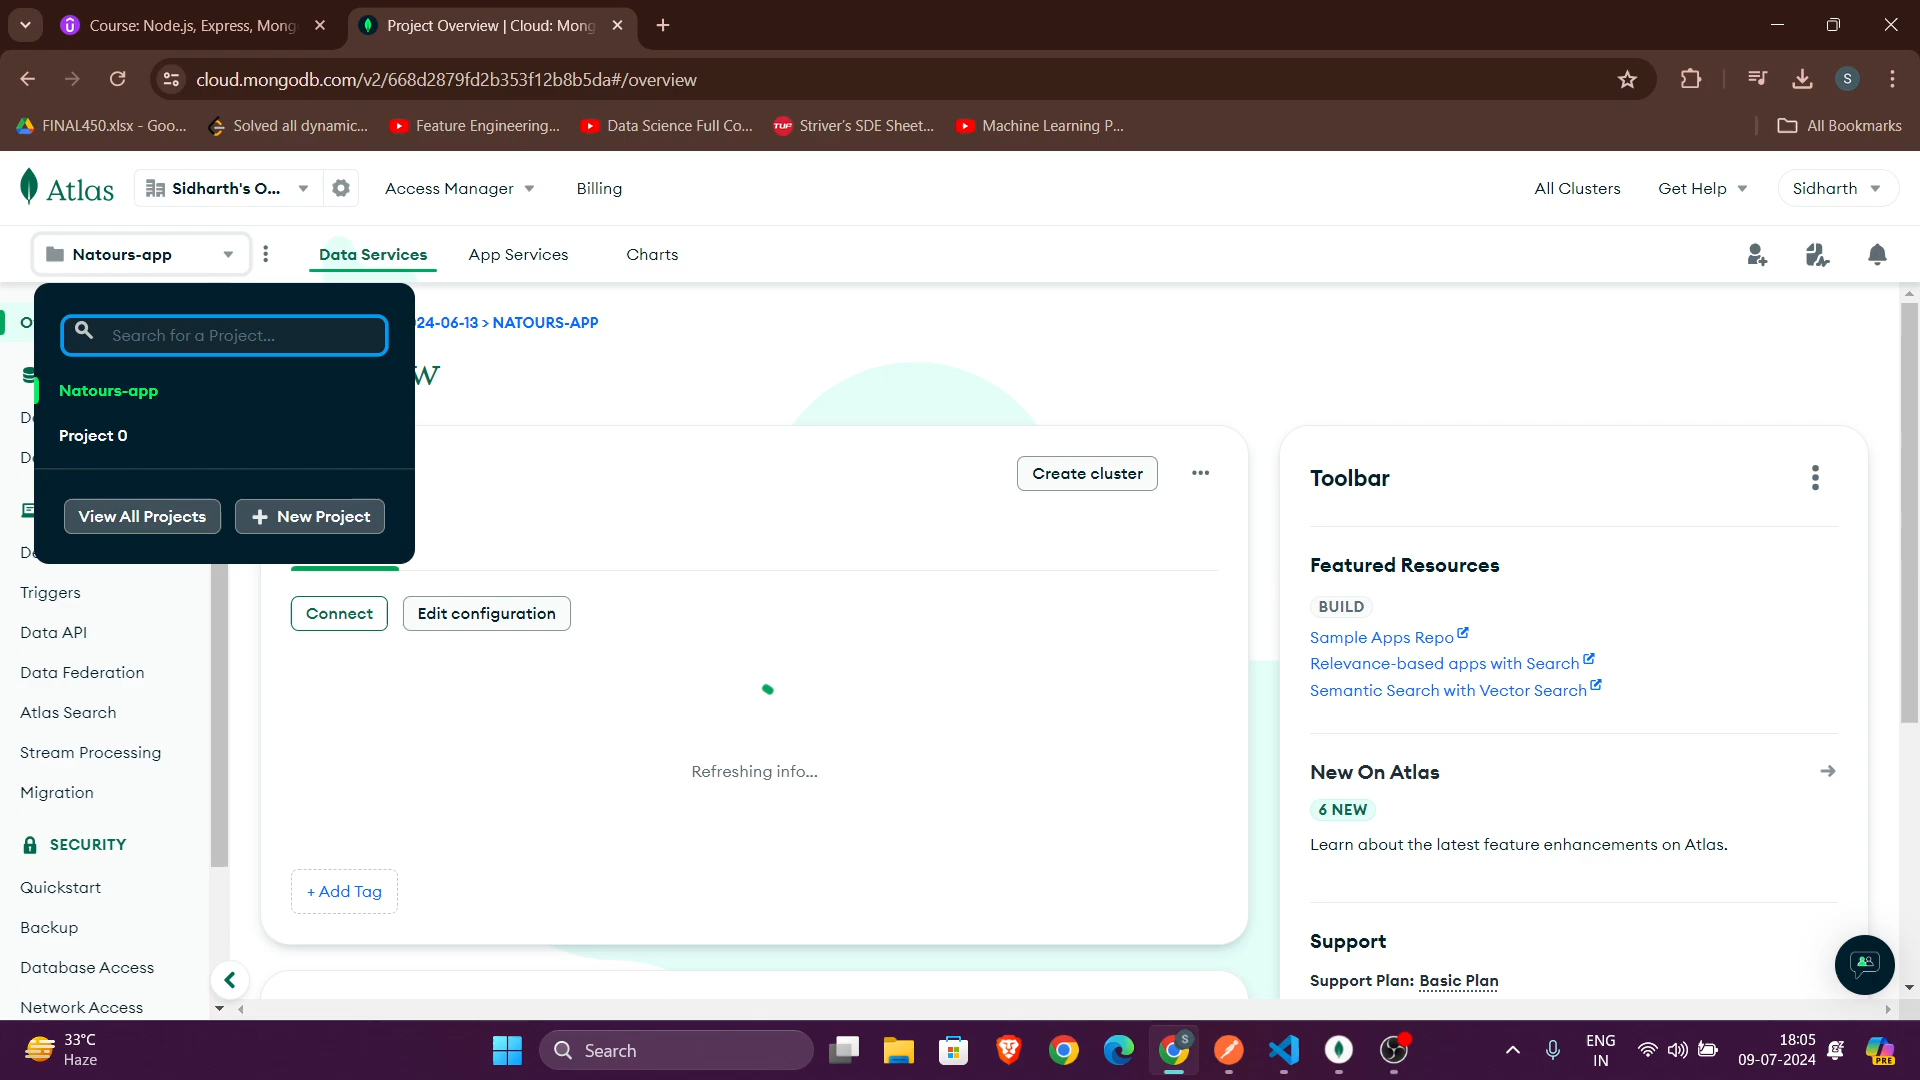 Course: Node.js, Express, Mong
Project Overview | Cloud: Mong
cloud.mongodb.com/v2/668d2879fd2b353f12b8b5da#/overview
S
FINAL450.xlsx - Goo...
Solved all dynamic...
Feature Engineering...
Data Science Full Co...
TUF
Striver's SDE Sheet...
Machine Learning P...
All Bookmarks
Atlas
Sidharth's O...
Access Manager
Billing
All Clusters
Get Help
Sidharth
Natours-app
Data Services
App Services
Charts
24-06-13 > NATOURS-APP
Search for a Project...
Natours-app
Project 0
View All Projects
New Project
Create cluster
Connect
Edit configuration
Refreshing info...
+ Add Tag
Triggers
Data API
Data Federation
Atlas Search
Stream Processing
Migration
SECURITY
Quickstart
Backup
Database Access
Network Access
Toolbar
Featured Resources
BUILD
Sample Apps Repo
Relevance-based apps with Search
Semantic Search with Vector Search
New On Atlas
6 NEW
Learn about the latest feature enhancements on Atlas.
Support
Support Plan: Basic Plan
33°C
Haze
Search
S
ENG
IN
18:05
09-07-2024
PRE